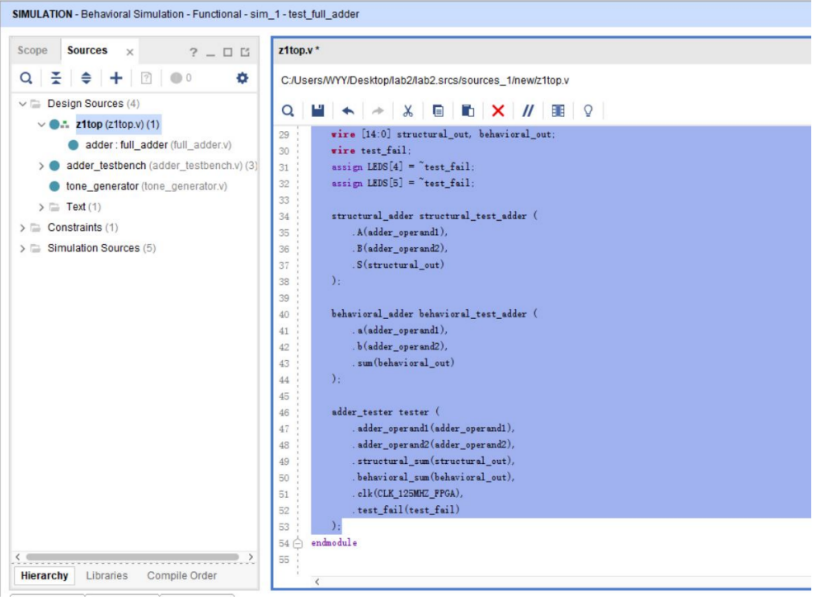 SIMULATION - Behavioral Simulation - Functional - sim_1 - test_full_adder
Scope Sources × ? _ □
0
Design Sources (4)
z1top (z1top.v) (1)
adder : full_adder (full_adder.v)
adder_testbench (adder_testbench.v) (3)
tone_generator (tone_generator.v)
Text (1)
Constraints (1)
Simulation Sources (5)
Hierarchy Libraries Compile Order
z1top.v *
C:/Users/WYY/Desktop/lab2/lab2.srcs/sources_1/new/z1top.v
29 wire [14:0] structural_out, behavioral_out;
30 wire test_fail;
31 assign LEDS[4] = ~test_fail;
32 assign LEDS[5] = ~test_fail;
33
34 structural_adder structural_test_adder (
35 .A(adder_operand1),
36 .B(adder_operand2),
37 .S(structural_out)
38 );
39
40 behavioral_adder behavioral_test_adder (
41 .a(adder_operand1),
42 .b(adder_operand2),
43 .sum(behavioral_out)
44 );
45
46 adder_tester tester (
47 .adder_operand1(adder_operand1),
48 .adder_operand2(adder_operand2),
49 .structural_sum(structural_out),
50 .behavioral_sum(behavioral_out),
51 .clk(CLK_125MHZ_FPGA),
52 .test_fail(test_fail)
53 );
54 endmodule
55